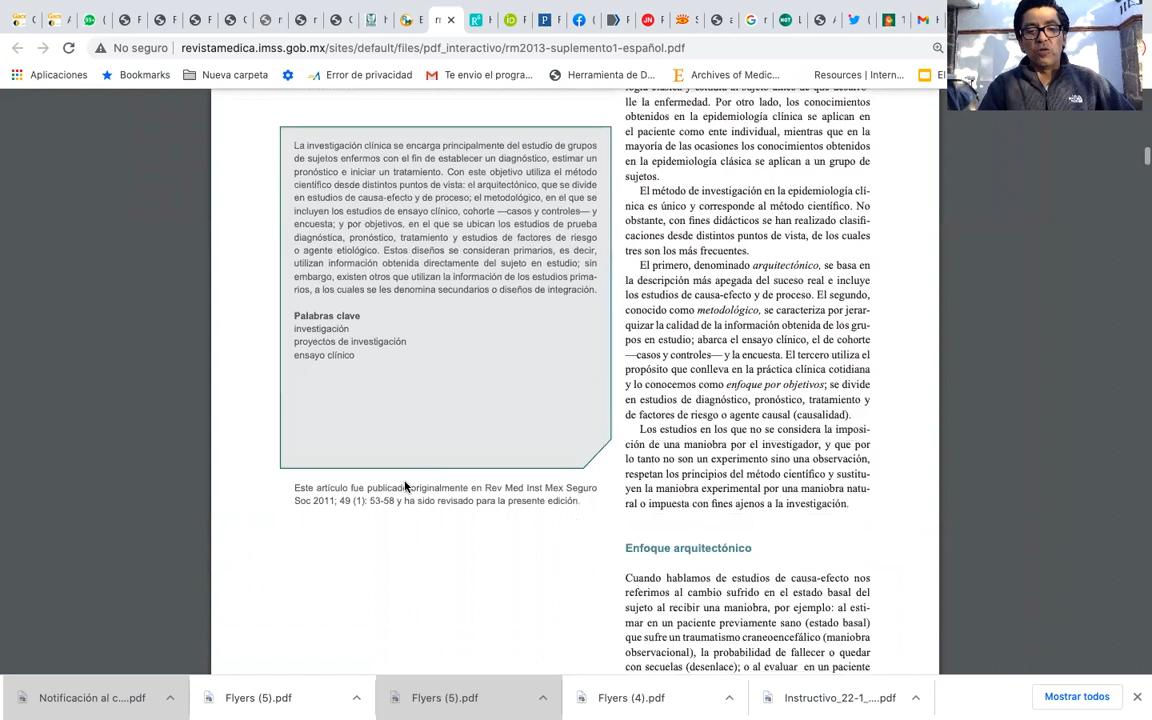 No seguro
revistamedica.imss.gob.mx/sites/default/files/pdf_interactivo/rm2013-suplemento1-español.pdf
Aplicaciones
Bookmarks
Nueva carpeta
Error de privacidad
Te envio el progra...
Herramienta de D...
Archives of Medic...
Resources | Intern...
La investigación clínica se encarga principalmente del estudio de grupos
de sujetos enfermos con el fin de establecer un diagnóstico, estimar un
pronóstico e iniciar un tratamiento. Con este objetivo utiliza el método
científico desde distintos puntos de vista: el arquitectónico, que se divide
en estudios de causa-efecto y de proceso; el metodológico, en el que se
incluyen los estudios de ensayo clínico, cohorte —casos y controles— y
encuesta; y por objetivos, en el que se ubican los estudios de prueba
diagnóstica, pronóstico, tratamiento y estudios de factores de riesgo
o agente etiológico. Estos diseños se consideran primarios, es decir,
utilizan información obtenida directamente del sujeto en estudio; sin
embargo, existen otros que utilizan la información de los estudios prima-
rios, a los cuales se les denomina secundarios o diseños de integración.
Palabras clave
investigación
proyectos de investigación
ensayo clínico
Este artículo fue publicado originalmente en Rev Med Inst Mex Seguro
Soc 2011; 49 (1): 53-58 y ha sido revisado para la presente edición.
lle la enfermedad. Por otro lado, los conocimientos
obtenidos en la epidemiología clínica se aplican en
el paciente como ente individual, mientras que en la
mayoría de las ocasiones los conocimientos obtenidos
en la epidemiología clásica se aplican a un grupo de
sujetos.
El método de investigación en la epidemiología clí-
nica es único y corresponde al método científico. No
obstante, con fines didácticos se han realizado clasifi-
caciones desde distintos puntos de vista, de los cuales
tres son los más frecuentes.
El primero, denominado arquitectónico, se basa en
la descripción más apegada del suceso real e incluye
los estudios de causa-efecto y de proceso. El segundo,
conocido como metodológico, se caracteriza por jerar-
quizar la calidad de la información obtenida de los gru-
pos en estudio; abarca el ensayo clínico, el de cohorte
—casos y controles— y la encuesta. El tercero utiliza el
propósito que conlleva en la práctica clínica cotidiana
y lo conocemos como enfoque por objetivos; se divide
en estudios de diagnóstico, pronóstico, tratamiento y
de factores de riesgo o agente causal (causalidad).
Los estudios en los que no se considera la imposi-
ción de una maniobra por el investigador, y que por
lo tanto no son un experimento sino una observación,
respetan los principios del método científico y sustitu-
yen la maniobra experimental por una maniobra natu-
ral o impuesta con fines ajenos a la investigación.
Enfoque arquitectónico
Cuando hablamos de estudios de causa-efecto nos
referimos al cambio sufrido en el estado basal del
sujeto al recibir una maniobra, por ejemplo: al esti-
mar en un paciente previamente sano (estado basal)
que sufre un traumatismo craneoencefálico (maniobra
observacional), la probabilidad de fallecer o quedar
con secuelas (desenlace); o al evaluar en un paciente
Notificación al c....pdf
Flyers (5).pdf
Flyers (5).pdf
Flyers (4).pdf
Instructivo_22-1_....pdf
Mostrar todos